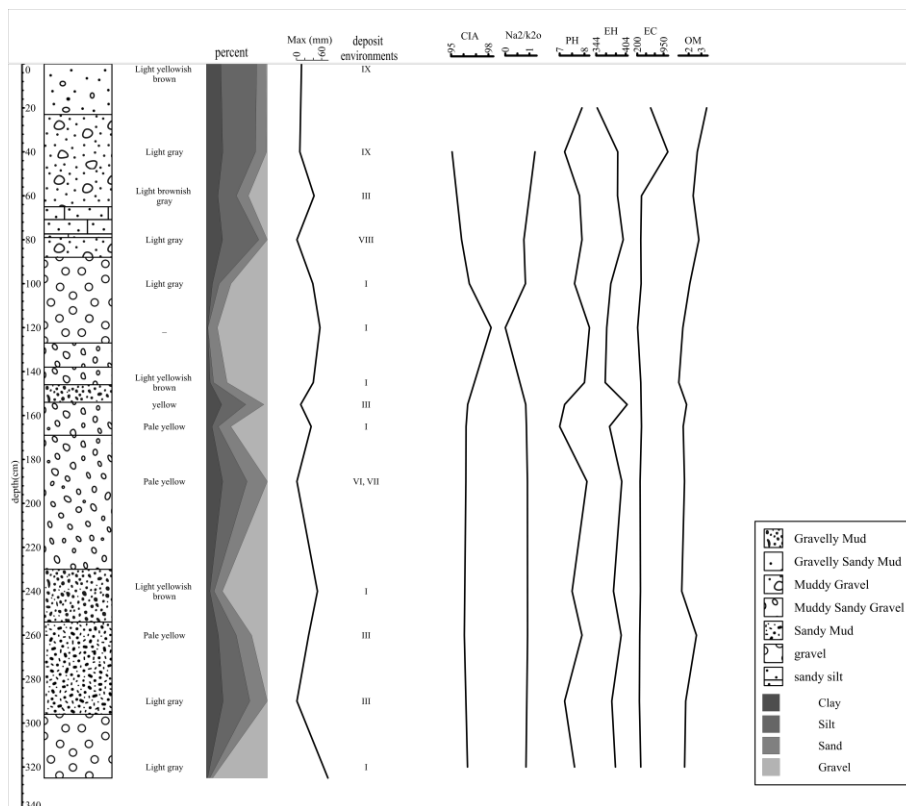 percent
Max (mm)
0 60
deposit
environments
CIA
95 98
Na2/k2o
0 1
PH
7 8
EH
344 404
EC
200 950
OM
2 3
depth(cm)
0
20
40
60
80
100
120
140
160
180
200
220
240
260
280
300
320
340
Light yellowish
brown
IX
Light gray
IX
Light brownish
gray
III
Light gray
VIII
Light gray
I
–
I
Light yellowish
brown
I
yellow
III
Pale yellow
I
Pale yellow
VI, VII
Light yellowish
brown
I
Pale yellow
III
Light gray
III
Light gray
I
Gravelly Mud
Gravelly Sandy Mud
Muddy Gravel
Muddy Sandy Gravel
Sandy Mud
gravel
sandy silt
Clay
Silt
Sand
Gravel